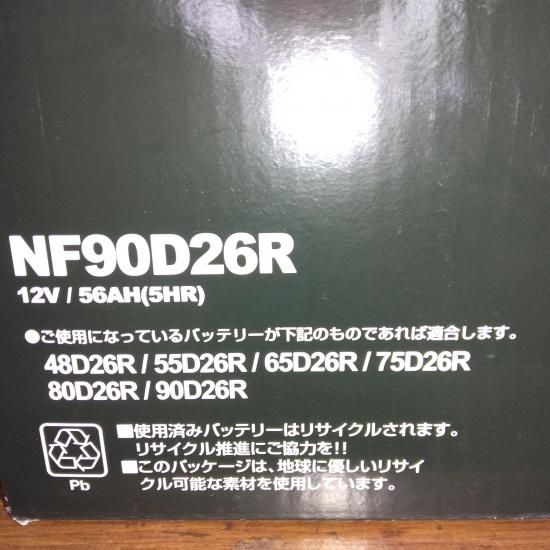 NF90D26R
12V / 56AH(5HR)
●ご使用になっているバッテリーが下記のものであれば適合します。
48D26R / 55D26R / 65D26R / 75D26R
80D26R / 90D26R
■使用済みバッテリーはリサイクルされます。
リサイクル推進にご協力を!!
■このパッケージは、地球に優しいリサイ
クル可能な素材を使用しています。
Pb